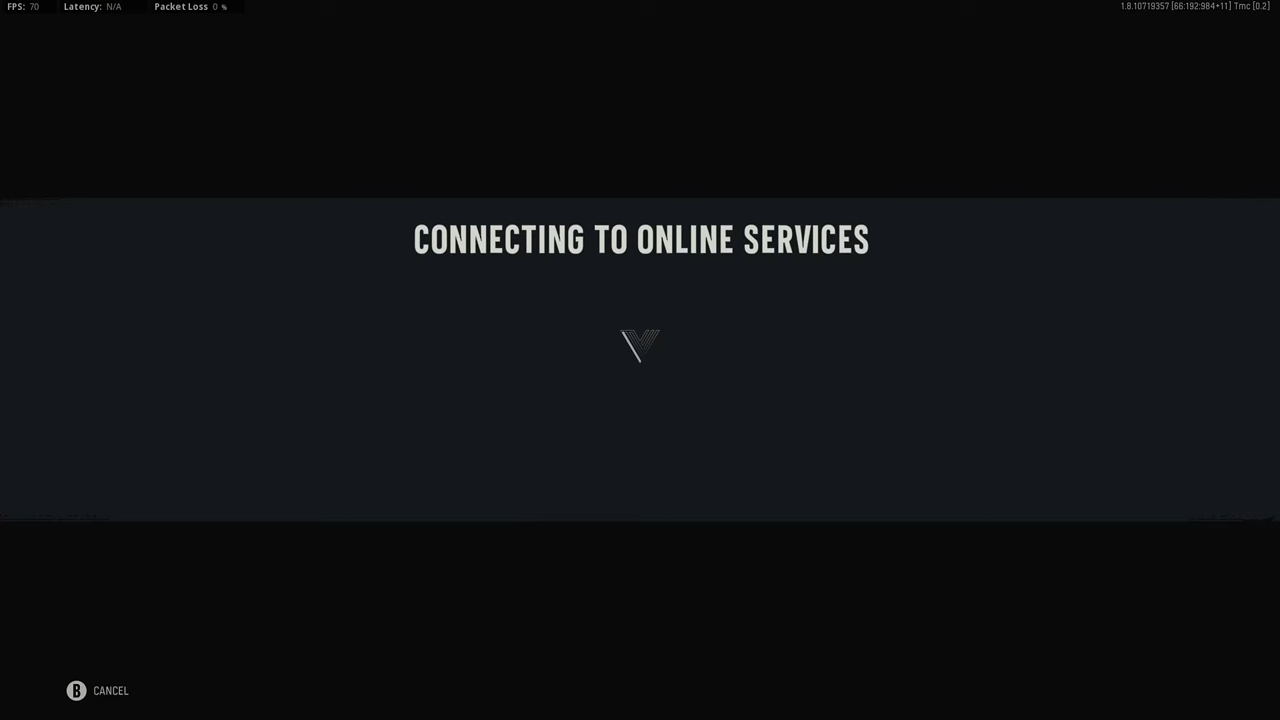 FPS: 70 Latency: N/A Packet Loss 0 % 1.8.10719357 [66:192:984+11] Tmc [0.2]
CONNECTING TO ONLINE SERVICES
B CANCEL